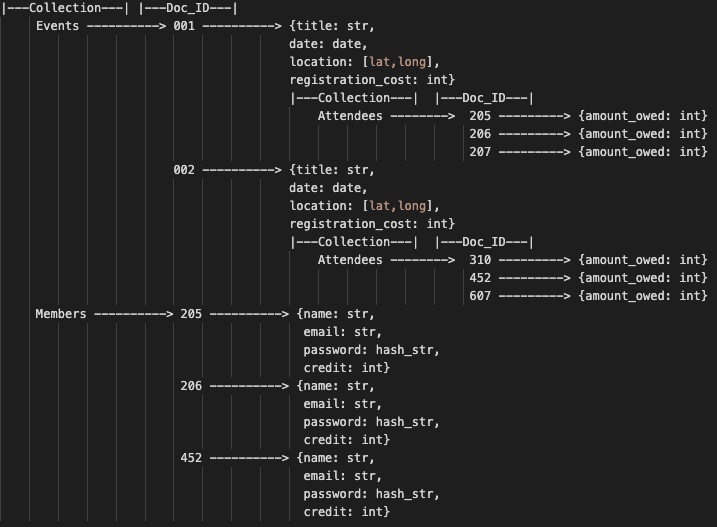 |---Collection---| |---Doc_ID---|
Events -----------> 001 ----------> {title: str,
date: date,
location: [lat,long],
registration_cost: int}
|---Collection---| |---Doc_ID---|
Attendees --------> 205 ---------> {amount_owed: int}
206 ---------> {amount_owed: int}
207 ---------> {amount_owed: int}
002 ----------> {title: str,
date: date,
location: [lat,long],
registration_cost: int}
|---Collection---| |---Doc_ID---|
Attendees --------> 310 ---------> {amount_owed: int}
452 ---------> {amount_owed: int}
607 ---------> {amount_owed: int}
Members ----------> 205 ----------> {name: str,
email: str,
password: hash_str,
credit: int}
206 ----------> {name: str,
email: str,
password: hash_str,
credit: int}
452 ----------> {name: str,
email: str,
password: hash_str,
credit: int}